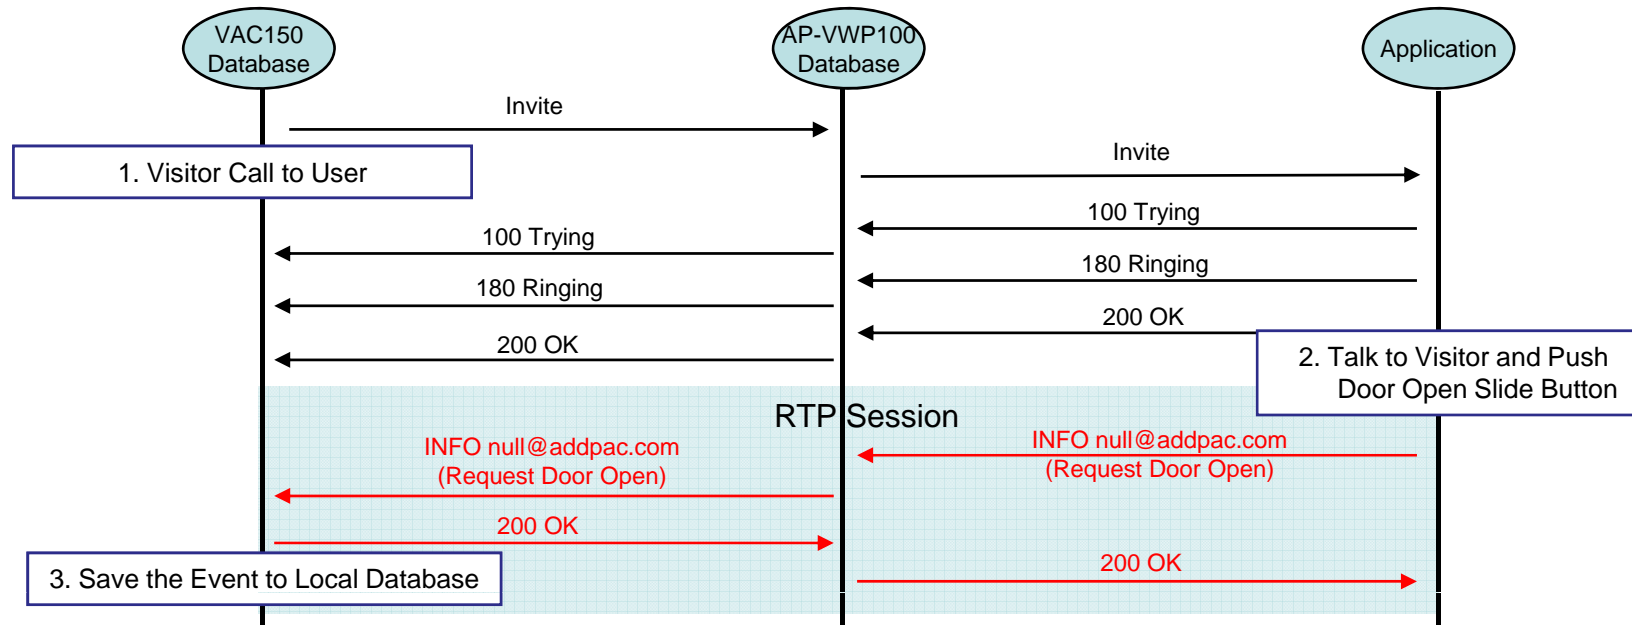 VAC150
Database
AP-VWP100
Database
Application
Invite
1. Visitor Call to User
Invite
100 Trying
100 Trying
180 Ringing
180 Ringing
200 OK
200 OK
2. Talk to Visitor and Push
Door Open Slide Button
RTP Session
INFO null@addpac.com
(Request Door Open)
INFO null@addpac.com
(Request Door Open)
200 OK
200 OK
3. Save the Event to Local Database